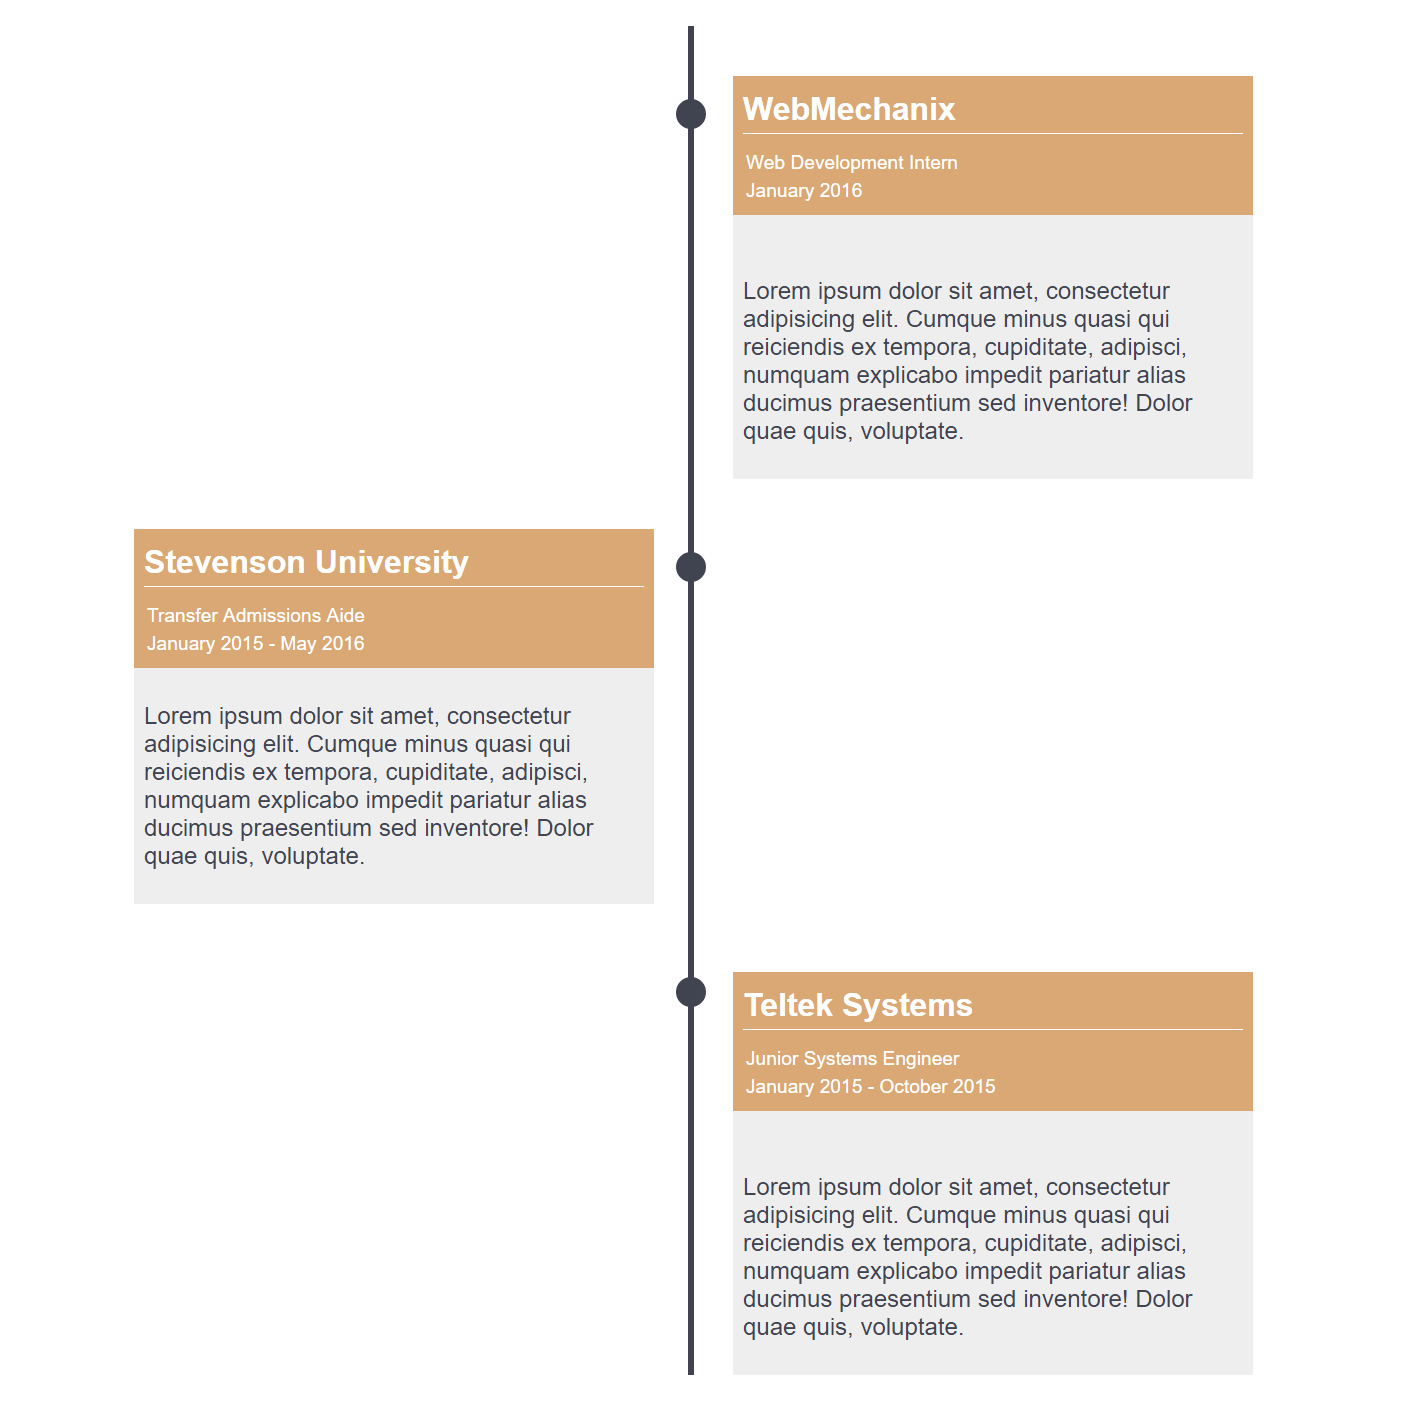 WebMechanix
Web Development Intern
January 2016
Lorem ipsum dolor sit amet, consectetur
adipisicing elit. Cumque minus quasi qui
reiciendis ex tempora, cupiditate, adipisci,
numquam explicabo impedit pariatur alias
ducimus praesentium sed inventore! Dolor
quae quis, voluptate.
Stevenson University
Transfer Admissions Aide
January 2015 - May 2016
Lorem ipsum dolor sit amet, consectetur
adipisicing elit. Cumque minus quasi qui
reiciendis ex tempora, cupiditate, adipisci,
numquam explicabo impedit pariatur alias
ducimus praesentium sed inventore! Dolor
quae quis, voluptate.
Teltek Systems
Junior Systems Engineer
January 2015 - October 2015
Lorem ipsum dolor sit amet, consectetur
adipisicing elit. Cumque minus quasi qui
reiciendis ex tempora, cupiditate, adipisci,
numquam explicabo impedit pariatur alias
ducimus praesentium sed inventore! Dolor
quae quis, voluptate.